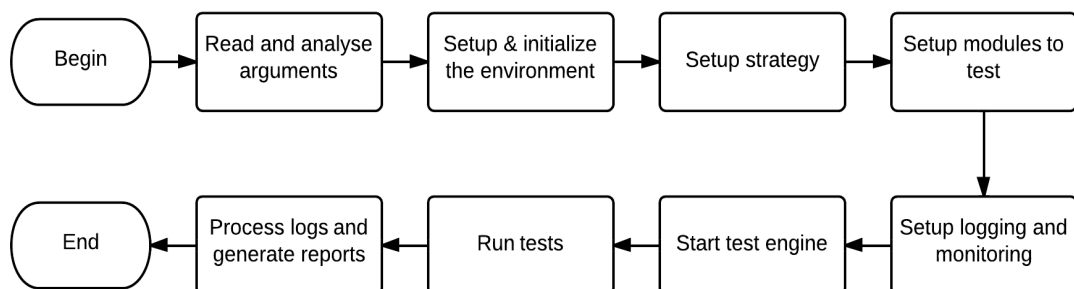 Begin
Read and analyse
arguments
Setup & initialize
the environment
Setup strategy
Setup modules to
test
Setup logging and
monitoring
Start test engine
Run tests
Process logs and
generate reports
End